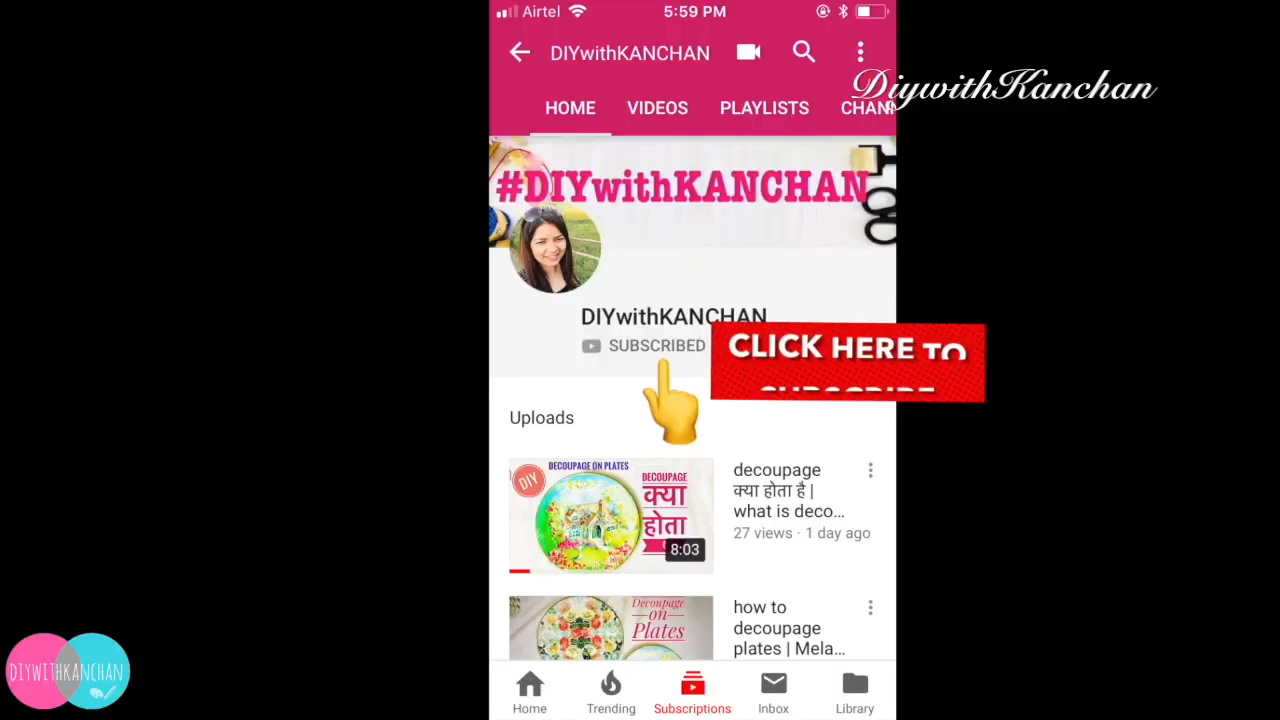 Airtel
5:59 PM
DIYwithKANCHAN
DiywithKanchan
HOME VIDEOS PLAYLISTS CHAN
#DIYwithKANCHAN
DIYwithKANCHAN
SUBSCRIBED
CLICK HERE TO
SUBSCRIBE
Uploads
DECOUPAGE ON PLATES
DIY
DECOUPAGE
क्या
होता
8:03
decoupage
क्या होता है |
what is deco...
27 views · 1 day ago
Decoupage
on
Plates
how to
decoupage
plates | Mela...
DIYWITHKANCHAN
Home Trending Subscriptions Inbox Library